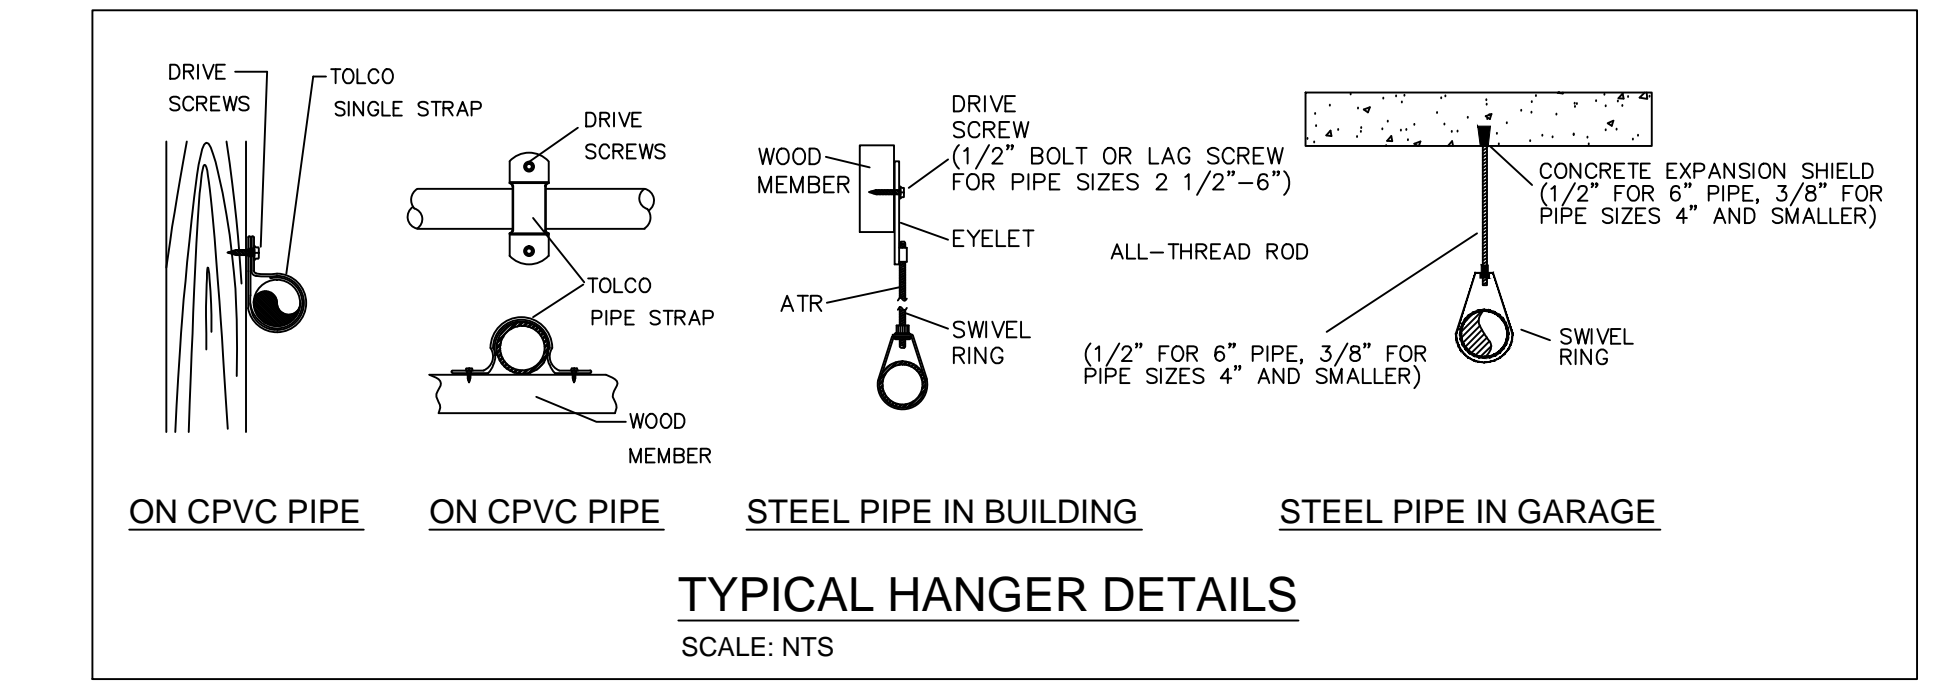 DRIVE
SCREWS
TOLCO
SINGLE STRAP
ON CPVC PIPE
DRIVE
SCREWS
TOLCO
PIPE STRAP
WOOD
MEMBER
ON CPVC PIPE
WOOD
MEMBER
DRIVE
SCREW
(1/2" BOLT OR LAG SCREW
FOR PIPE SIZES 2 1/2"-6")
EYELET
ATR
SWIVEL
RING
STEEL PIPE IN BUILDING
ALL-THREAD ROD
(1/2" FOR 6" PIPE, 3/8" FOR
PIPE SIZES 4" AND SMALLER)
CONCRETE EXPANSION SHIELD
(1/2" FOR 6" PIPE, 3/8" FOR
PIPE SIZES 4" AND SMALLER)
SWIVEL
RING
STEEL PIPE IN GARAGE
TYPICAL HANGER DETAILS
SCALE: NTS